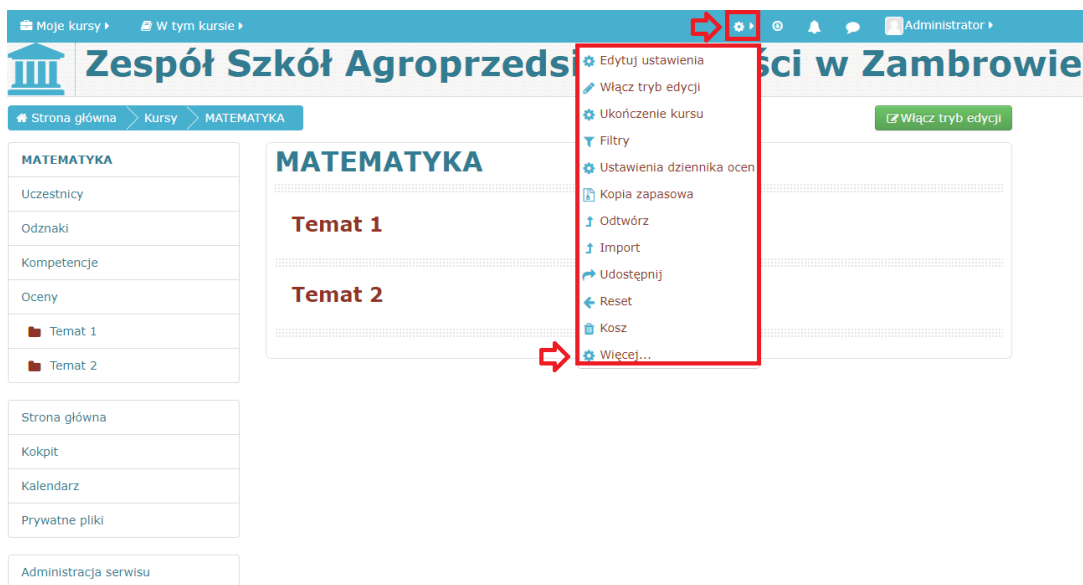 Moje kursy
W tym kursie
Administrator
Zespół Szkół Agroprzedsi ści w Zambrowie
Strona główna
Kursy
MATEMATYKA
Włącz tryb edycji
MATEMATYKA
Uczestnicy
Odznaki
Kompetencje
Oceny
Temat 1
Temat 2
Strona główna
Kokpit
Kalendarz
Prywatne pliki
Administracja serwisu
MATEMATYKA
Temat 1
Temat 2
Edytuj ustawienia
Włącz tryb edycji
Ukończenie kursu
Filtry
Ustawienia dziennika ocen
Kopia zapasowa
Odtwórz
Import
Udostępnij
Reset
Kosz
Więcej...